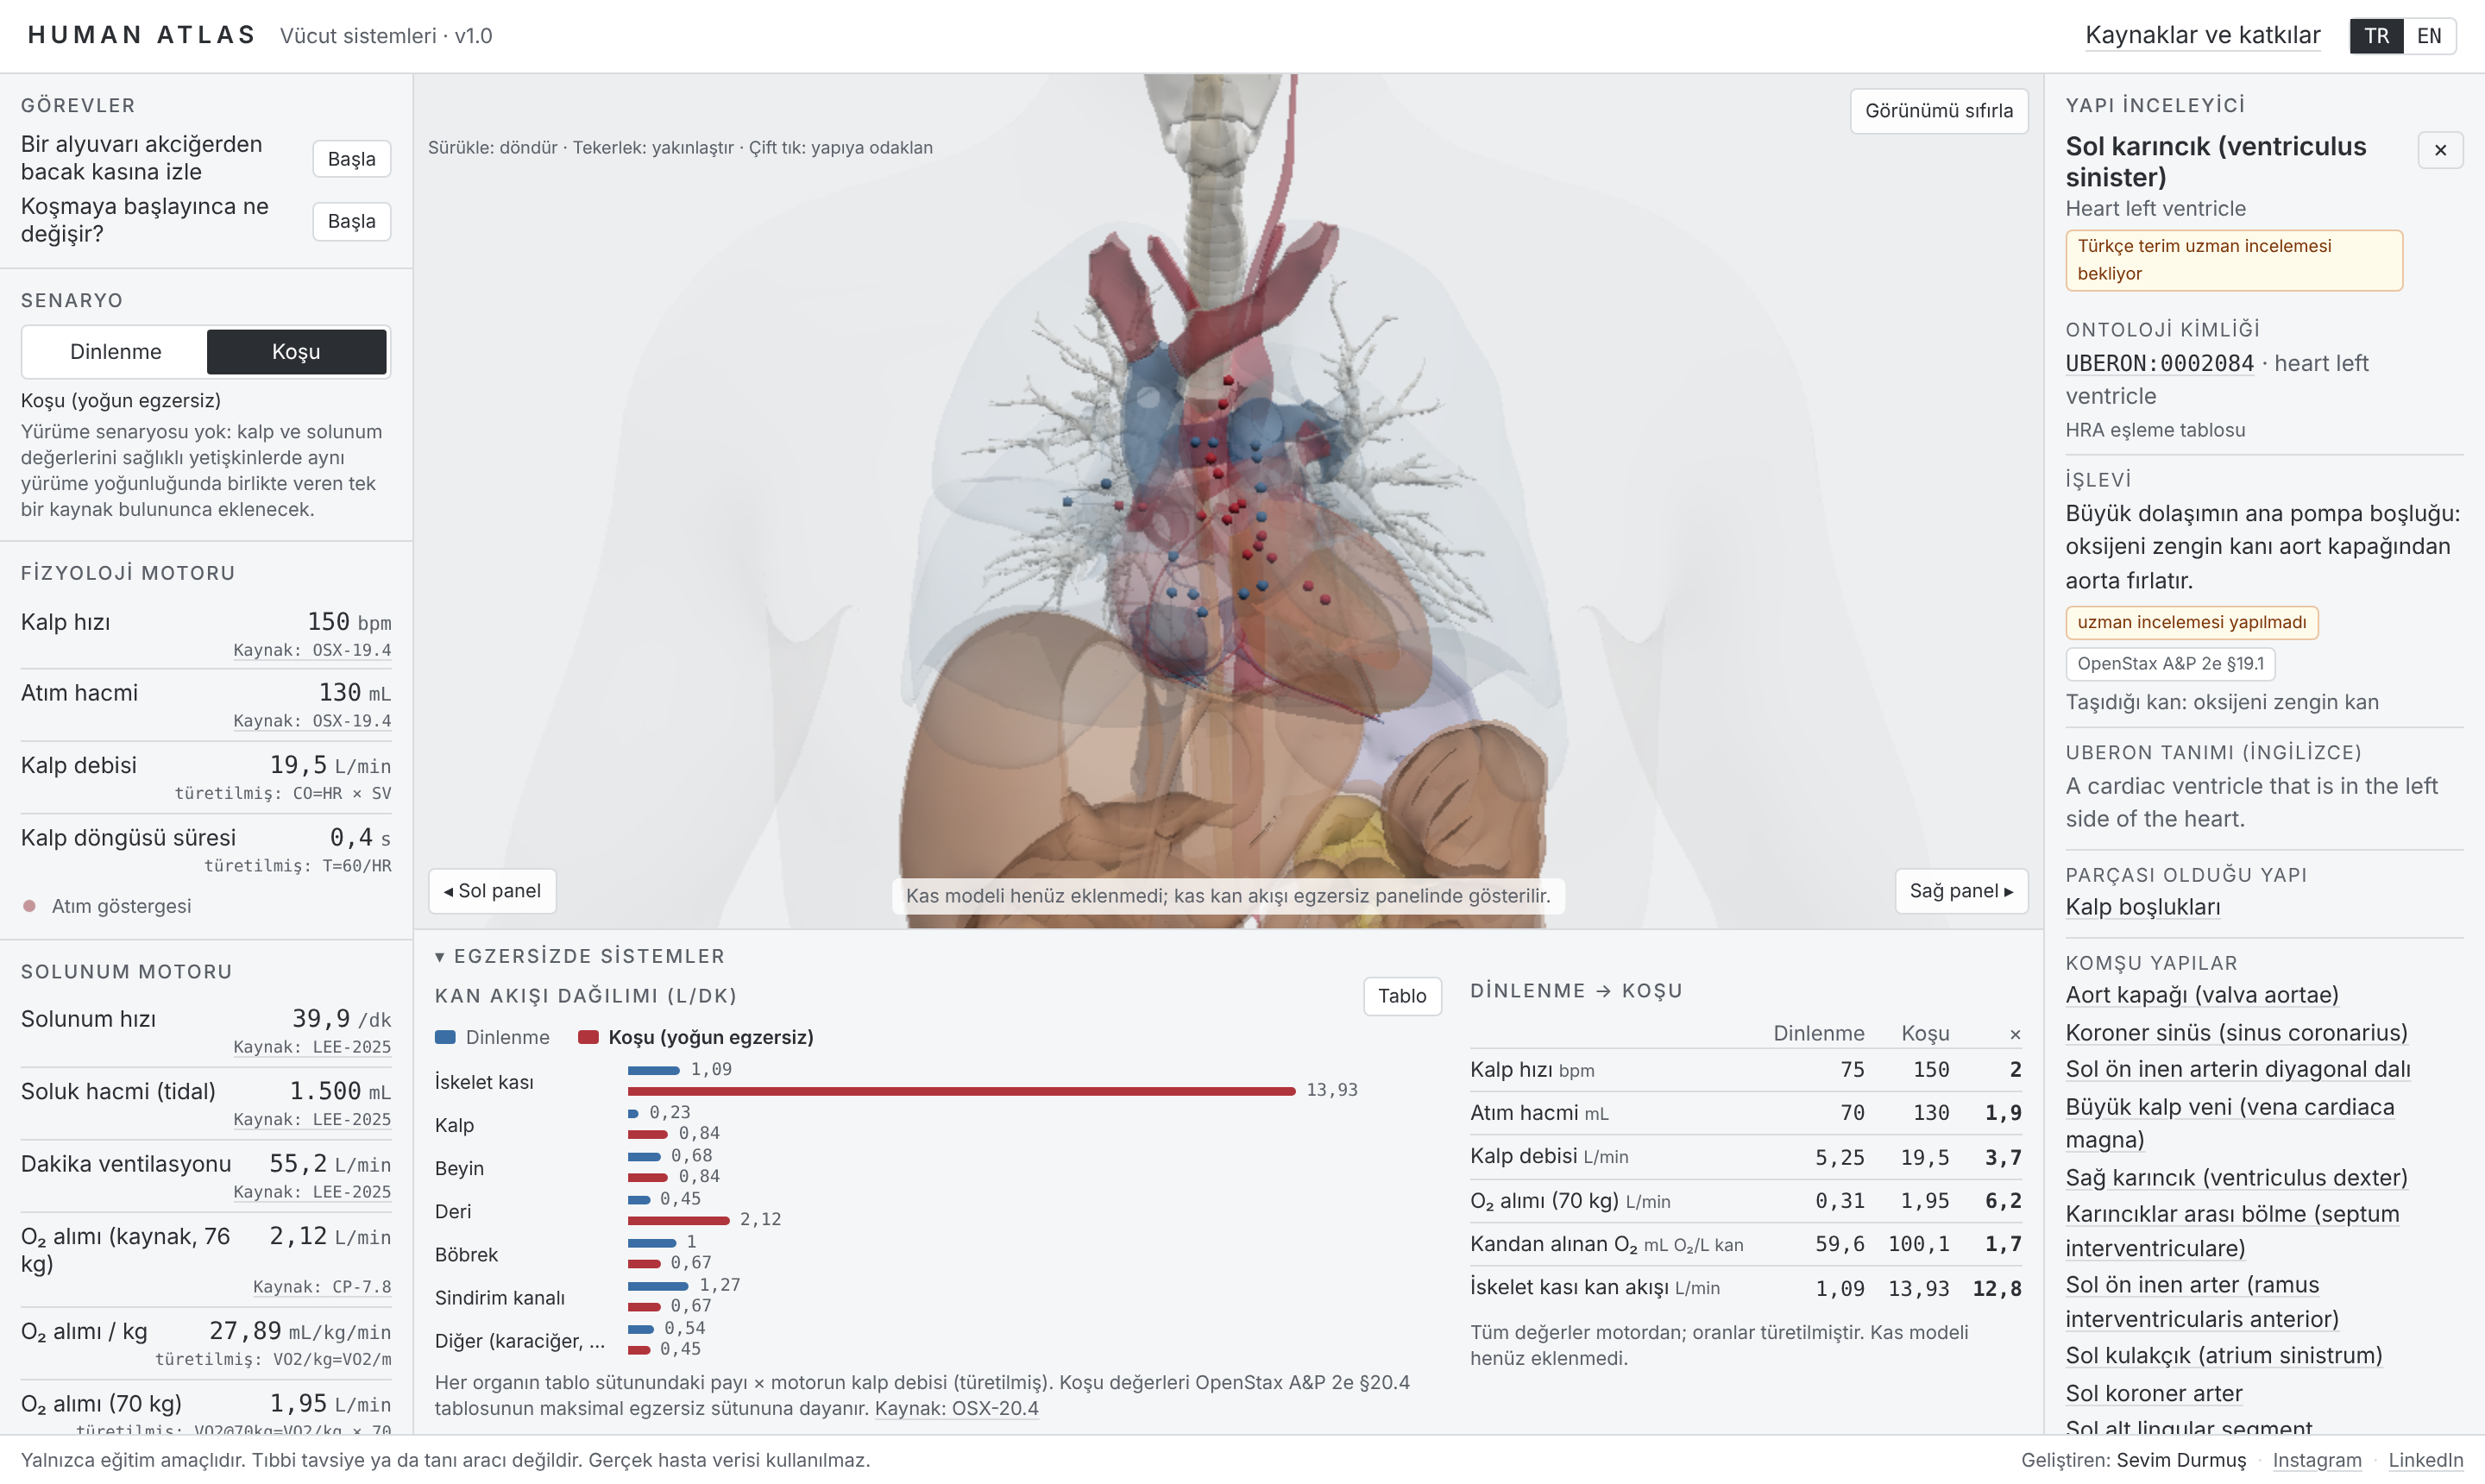 HUMAN ATLAS
Vücut sistemleri · v1.0
Kaynaklar ve katkılar
TR
EN
GÖREVLER
Bir alyuvarı akciğerden
bacak kasına izle
Başla
Koşmaya başlayınca ne
değişir?
Başla
SENARYO
Dinlenme
Koşu
Koşu (yoğun egzersiz)
Yürüme senaryosu yok: kalp ve solunum
değerlerini sağlıklı yetişkinlerde aynı
yürüme yoğunluğunda birlikte veren tek
bir kaynak bulununca eklenecek.
FİZYOLOJİ MOTORU
Kalp hızı 150 bpm
Kaynak: OSX-19.4
Atım hacmi 130 mL
Kaynak: OSX-19.4
Kalp debisi 19,5 L/min
türetilmiş: CO=HR × SV
Kalp döngüsü süresi 0,4 s
türetilmiş: T=60/HR
Atım göstergesi
SOLUNUM MOTORU
Solunum hızı 39,9 /dk
Kaynak: LEE-2025
Soluk hacmi (tidal) 1.500 mL
Kaynak: LEE-2025
Dakika ventilasyonu 55,2 L/min
Kaynak: LEE-2025
O₂ alımı (kaynak, 76 2,12 L/min
kg)
Kaynak: CP-7.8
O₂ alımı / kg 27,89 mL/kg/min
türetilmiş: VO2/kg=VO2/m
O₂ alımı (70 kg) 1,95 L/min
türetilmiş: VO2@70kg=VO2/kg × 70
Sürükle: döndür · Tekerlek: yakınlaştır · Çift tık: yapıya odaklan
Görünümü sıfırla
◂ Sol panel
Kas modeli henüz eklenmedi; kas kan akışı egzersiz panelinde gösterilir.
Sağ panel ▸
▾ EGZERSİZDE SİSTEMLER
KAN AKIŞI DAĞILIMI (L/DK)
Tablo
Dinlenme
Koşu (yoğun egzersiz)
İskelet kası 1,09
13,93
Kalp 0,23
0,84
Beyin 0,68
0,84
Deri 0,45
2,12
Böbrek 1
0,67
Sindirim kanalı 1,27
0,67
Diğer (karaciğer, ... 0,54
0,45
Her organın tablo sütunundaki payı × motorun kalp debisi (türetilmiş). Koşu değerleri OpenStax A&P 2e §20.4
tablosunun maksimal egzersiz sütununa dayanır. Kaynak: OSX-20.4
DİNLENME → KOŞU
Dinlenme Koşu ×
Kalp hızı bpm 75 150 2
Atım hacmi mL 70 130 1,9
Kalp debisi L/min 5,25 19,5 3,7
O₂ alımı (70 kg) L/min 0,31 1,95 6,2
Kandan alınan O₂ mL O₂/L kan 59,6 100,1 1,7
İskelet kası kan akışı L/min 1,09 13,93 12,8
Tüm değerler motordan; oranlar türetilmiştir. Kas modeli
henüz eklenmedi.
YAPI İNCELEYİCİ
Sol karıncık (ventriculus
sinister)
×
Heart left ventricle
Türkçe terim uzman incelemesi
bekliyor
ONTOLOJİ KİMLİĞİ
UBERON:0002084 · heart left
ventricle
HRA eşleme tablosu
İŞLEVİ
Büyük dolaşımın ana pompa boşluğu:
oksijeni zengin kanı aort kapağından
aorta fırlatır.
uzman incelemesi yapılmadı
OpenStax A&P 2e §19.1
Taşıdığı kan: oksijeni zengin kan
UBERON TANIMI (İNGİLİZCE)
A cardiac ventricle that is in the left
side of the heart.
PARÇASI OLDUĞU YAPI
Kalp boşlukları
KOMŞU YAPILAR
Aort kapağı (valva aortae)
Koroner sinüs (sinus coronarius)
Sol ön inen arterin diyagonal dalı
Büyük kalp veni (vena cardiaca
magna)
Sağ karıncık (ventriculus dexter)
Karıncıklar arası bölme (septum
interventriculare)
Sol ön inen arter (ramus
interventricularis anterior)
Sol kulakçık (atrium sinistrum)
Sol koroner arter
Sol alt lingular segment
Yalnızca eğitim amaçlıdır. Tıbbi tavsiye ya da tanı aracı değildir. Gerçek hasta verisi kullanılmaz.
Geliştiren: Sevim Durmuş · Instagram · LinkedIn